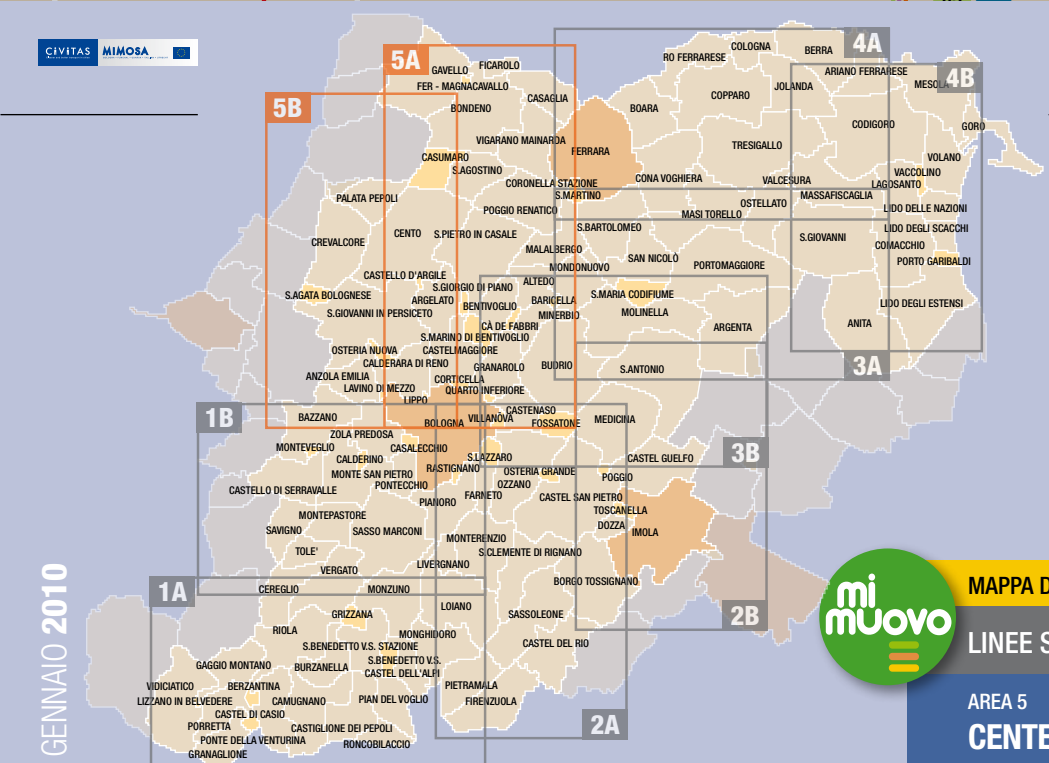 CIVITAS MIMOSA
GENNAIO 2010
5A
4A
4B
5B
1B
3A
3B
1A
2B
2A
COLOGNA
BERRA
RO FERRARESE
FICAROLO
GAVELLO
ARIANO FERRARESE
MESOLA
FER - MAGNACAVALLO
JOLANDA
COPPARO
CASAGLIA
BOARA
BONDENO
CODIGORO
GORO
VIGARANO MAINARDA
TRESIGALLO
FERRARA
CASUMARO
VOLANO
S.AGOSTINO
VACCOLINO
CONA VOGHIERA
VALCESURA
LAGOSANTO
CORONELLA STAZIONE
S.MARTINO
MASSAFISCAGLIA
PALATA PEPOLI
OSTELLATO
POGGIO RENATICO
MASI TORELLO
LIDO DELLE NAZIONI
S.BARTOLOMEO
LIDO DEGLI SCACCHI
CENTO
S.PIETRO IN CASALE
S.GIOVANNI
CREVALCORE
COMACCHIO
MALALBERGO
SAN NICOLÒ
PORTO GARIBALDI
MONDONUOVO
PORTOMAGGIORE
CASTELLO D'ARGILE
ALTEDO
S.GIORGIO DI PIANO
S.AGATA BOLOGNESE
S.MARIA CODIFIUME
ARGELATO
BENTIVOGLIO
BARICELLA
LIDO DEGLI ESTENSI
S.GIOVANNI IN PERSICETO
MINERBIO
MOLINELLA
CÀ DE FABBRI
ARGENTA
ANITA
S.MARINO DI BENTIVOGLIO
OSTERIA NUOVA
CASTELMAGGIORE
CALDERARA DI RENO
GRANAROLO
BUDRIO
S.ANTONIO
ANZOLA EMILIA
CORTICELLA
LAVINO DI MEZZO
QUARTO INFERIORE
LIPPO
CASTENASO
BAZZANO
BOLOGNA
VILLANOVA
FOSSATONE
MEDICINA
ZOLA PREDOSA
MONTEVEGLIO
CASALECCHIO
CALDERINO
S.LAZZARO
CASTEL GUELFO
RASTIGNANO
MONTE SAN PIETRO
OSTERIA GRANDE
POGGIO
PONTECCHIO
OZZANO
CASTELLO DI SERRAVALLE
FARNETO
CASTEL SAN PIETRO
PIANORO
TOSCANELLA
MONTEPASTORE
DOZZA
IMOLA
SAVIGNO
SASSO MARCONI
MONTERENZIO
TOLE'
S.CLEMENTE DI RIGNANO
LIVERGNANO
VERGATO
BORGO TOSSIGNANO
CEREGLIO
MONZUNO
LOIANO
GRIZZANA
SASSOLEONE
RIOLA
MONGHIDORO
S.BENEDETTO V.S. STAZIONE
CASTEL DEL RIO
S.BENEDETTO V.S.
GAGGIO MONTANO
BURZANELLA
CASTEL DELL'ALPI
VIDICIATICO
BERZANTINA
PIETRAMALA
LIZZANO IN BELVEDERE
CAMUGNANO
PIAN DEL VOGLIO
FIRENZUOLA
CASTEL DI CASIO
PORRETTA
CASTIGLIONE DEI PEPOLI
PONTE DELLA VENTURINA
RONCOBILACCIO
GRANAGLIONE
mi
muovo
MAPPA D
LINEE S
AREA 5
CENTE